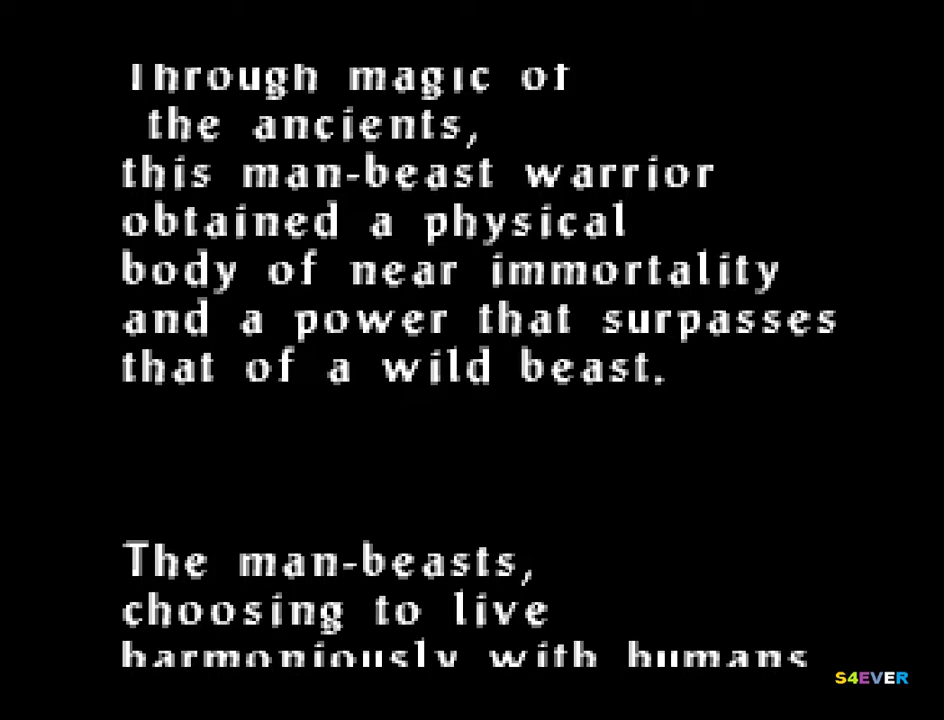 Through magic of
the ancients,
this man-beast warrior
obtained a physical
body of near immortality
and a power that surpasses
that of a wild beast.
The man-beasts,
choosing to live
harmoniously with humans
S4EVER